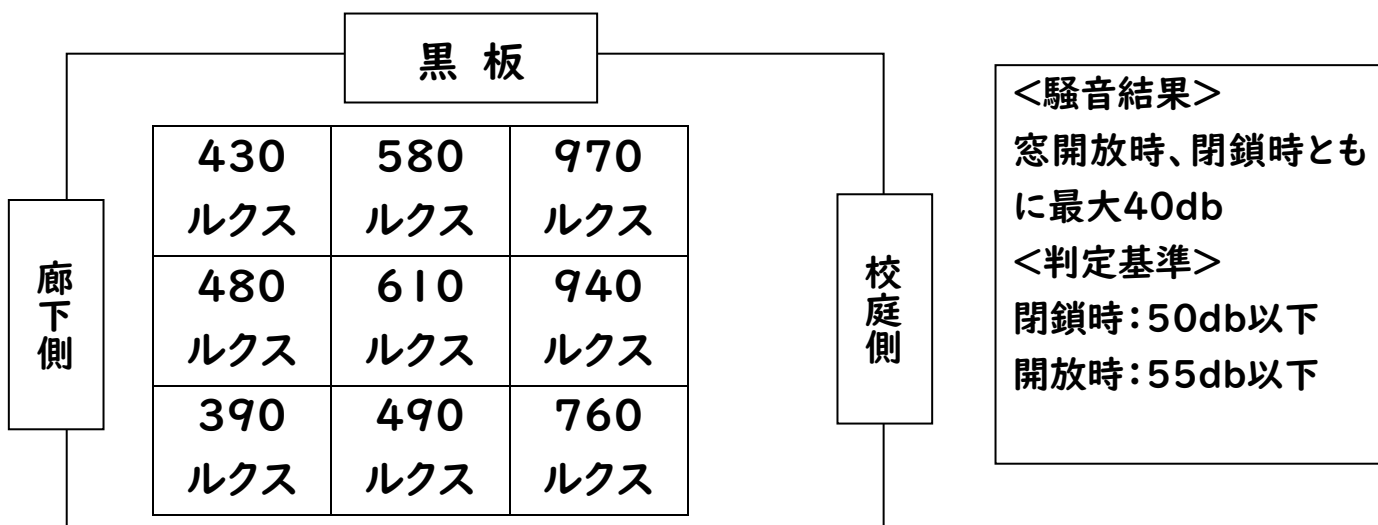 黒 板
430
ルクス
580
ルクス
970
ルクス
480
ルクス
610
ルクス
940
ルクス
390
ルクス
490
ルクス
760
ルクス
廊下側
校庭側
<騒音結果>
窓開放時、閉鎖時とも
に最大40db
<判定基準>
閉鎖時:50db以下
開放時:55db以下